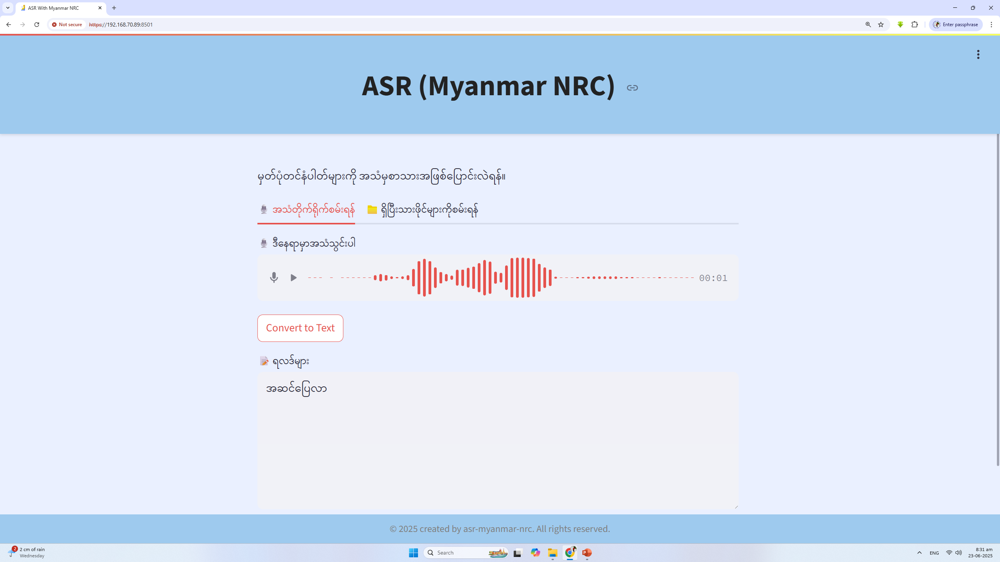 ASR With Myanmar NRC
Not secure
https://192.168.70.89:8501
Enter passphrase
ASR (Myanmar NRC)
မှတ်ပုံတင်နံပါတ်များကို အသံမှစာသားအဖြစ်ပြောင်းလဲရန်။
အသံတိုက်ရိုက်စမ်းရန်
ရှိပြီးသားဖိုင်များကိုစမ်းရန်
ဒီနေရာမှာအသံသွင်းပါ
00:01
Convert to Text
ရလဒ်များ
အဆင်ပြေလာ
© 2025 created by asr-myanmar-nrc. All rights reserved.
2
2 cm of rain
Wednesday
Search
ENG
8:31 am
23-06-2025